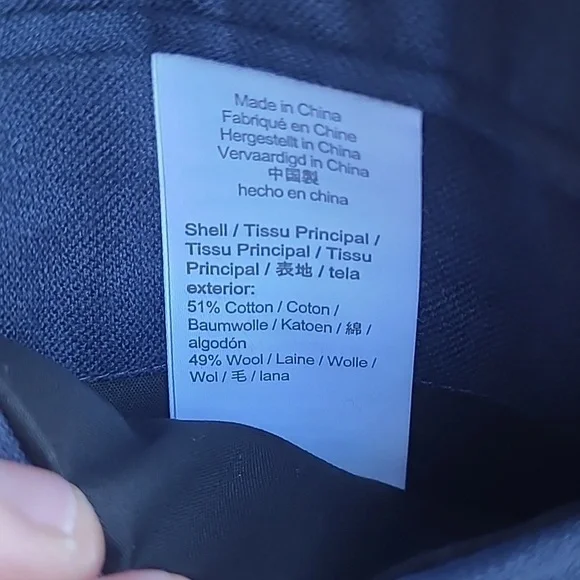 Made in China
Fabriqué en Chine
Hergestellt in China
Vervaardigd in China
中国製
hecho en china
Shell / Tissu Principal /
Tissu Principal / Tissu
Principal / 表地 / tela
exterior:
51% Cotton / Coton /
Baumwolle / Katoen / 綿 /
algodón
49% Wool / Laine / Wolle /
Wol / 毛 / lana